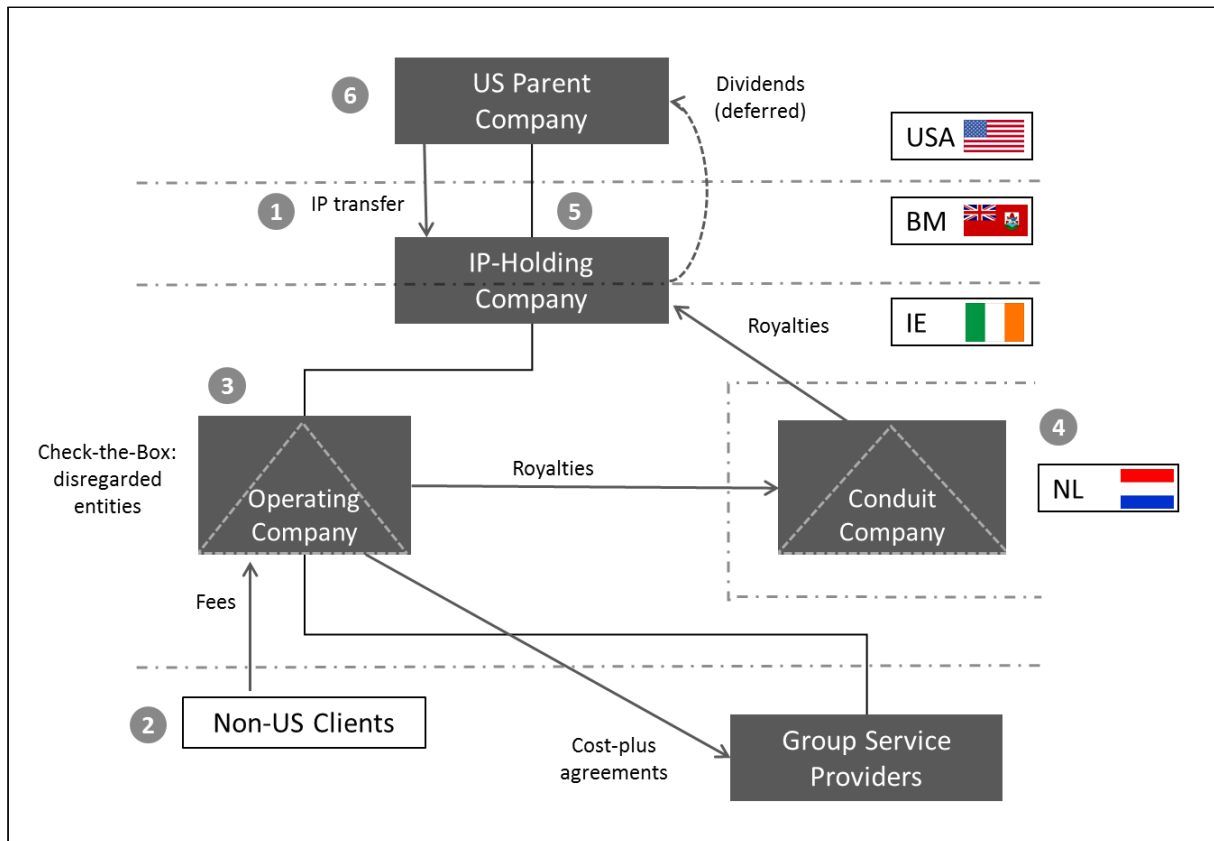 6
US Parent
Company
Dividends
(deferred)
USA
1
IP transfer
5
BM
IP-Holding
Company
Royalties
IE
3
Check-the-Box:
disregarded
entities
Operating
Company
Royalties
4
Conduit
Company
NL
Fees
2
Non-US Clients
Cost-plus
agreements
Group Service
Providers